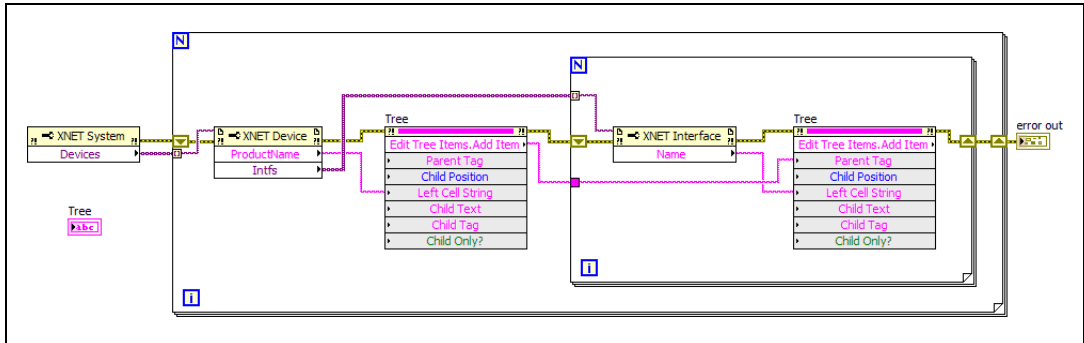 N
N
XNET System
Devices
XNET Device
ProductName
Intfs
Tree
Edit Tree Items.Add Item
Parent Tag
Child Position
Left Cell String
Child Text
Child Tag
Child Only?
XNET Interface
Name
Tree
Edit Tree Items.Add Item
Parent Tag
Child Position
Left Cell String
Child Text
Child Tag
Child Only?
error out
Tree
abc
i
i